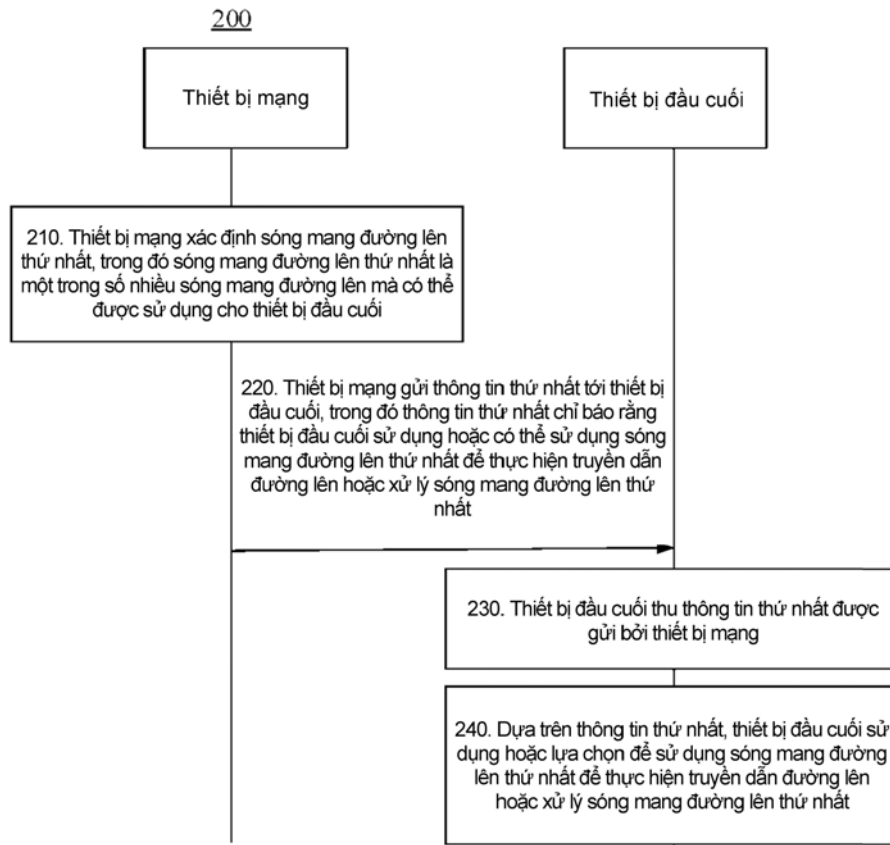 200
Thiết bị mạng
Thiết bị đầu cuối
210. Thiết bị mạng xác định sóng mang đường lên
thứ nhất, trong đó sóng mang đường lên thứ nhất là
một trong số nhiều sóng mang đường lên mà có thể
được sử dụng cho thiết bị đầu cuối
220. Thiết bị mạng gửi thông tin thứ nhất tới thiết bị
đầu cuối, trong đó thông tin thứ nhất chỉ báo rằng
thiết bị đầu cuối sử dụng hoặc có thể sử dụng sóng
mang đường lên thứ nhất để thực hiện truyền dẫn
đường lên hoặc xử lý sóng mang đường lên thứ
nhất
230. Thiết bị đầu cuối thu thông tin thứ nhất được
gửi bởi thiết bị mạng
240. Dựa trên thông tin thứ nhất, thiết bị đầu cuối sử
dụng hoặc lựa chọn để sử dụng sóng mang đường
lên thứ nhất để thực hiện truyền dẫn đường lên
hoặc xử lý sóng mang đường lên thứ nhất